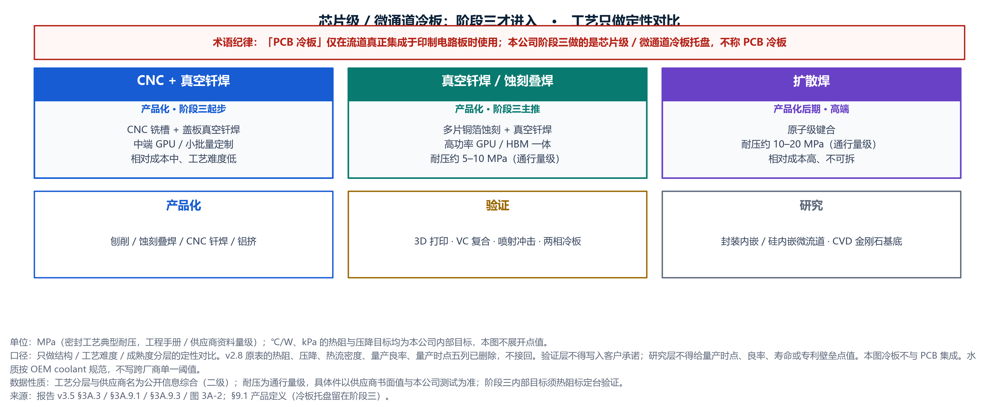 芯片级 / 微通道冷板：阶段三才进入 • 工艺只做定性对比
术语纪律：「PCB 冷板」仅在流道真正集成于印制电路板时使用；本公司阶段三做的是芯片级 / 微通道冷板托盘，不称 PCB 冷板
CNC + 真空钎焊
产品化 • 阶段三起步
CNC 铣槽 + 盖板真空钎焊
中端 GPU / 小批量定制
相对成本中、工艺难度低
真空钎焊 / 蚀刻叠焊
产品化 • 阶段三主推
多片铜箔蚀刻 + 真空钎焊
高功率 GPU / HBM 一体
耐压约 5–10 MPa（通行量级）
扩散焊
产品化后期 • 高端
原子级键合
耐压约 10–20 MPa（通行量级）
相对成本高、不可拆
产品化
刨削 / 蚀刻叠焊 / CNC 钎焊 / 铝挤
验证
3D 打印 · VC 复合 · 喷射冲击 · 两相冷板
研究
封装内嵌 / 硅内嵌微流道 · CVD 金刚石基底
单位：MPa（密封工艺典型耐压，工程手册 / 供应商资料量级）；℃/W、kPa 的热阻与压降目标均为本公司内部目标，本图不展开点值。
口径：只做结构 / 工艺难度 / 成熟度分层的定性对比。v2.8 原表的热阻、压降、热流密度、量产良率、量产时点五列已删除，不接回。验证层不得写入客户承诺；研究层不得给量产时点、良率、寿命或专利壁垒点值。本图冷板不与 PCB 集成。水
质按 OEM coolant 规范，不写跨厂商单一阈值。
数据性质：工艺分层与供应商名为公开信息综合（二级）；耐压为通行量级，具体件以供应商书面值与本公司测试为准；阶段三内部目标须热阻标定台验证。
来源：报告 v3.5 §3A.3 / §3A.9.1 / §3A.9.3 / 图 3A-2；§9.1 产品定义（冷板托盘留在阶段三）。